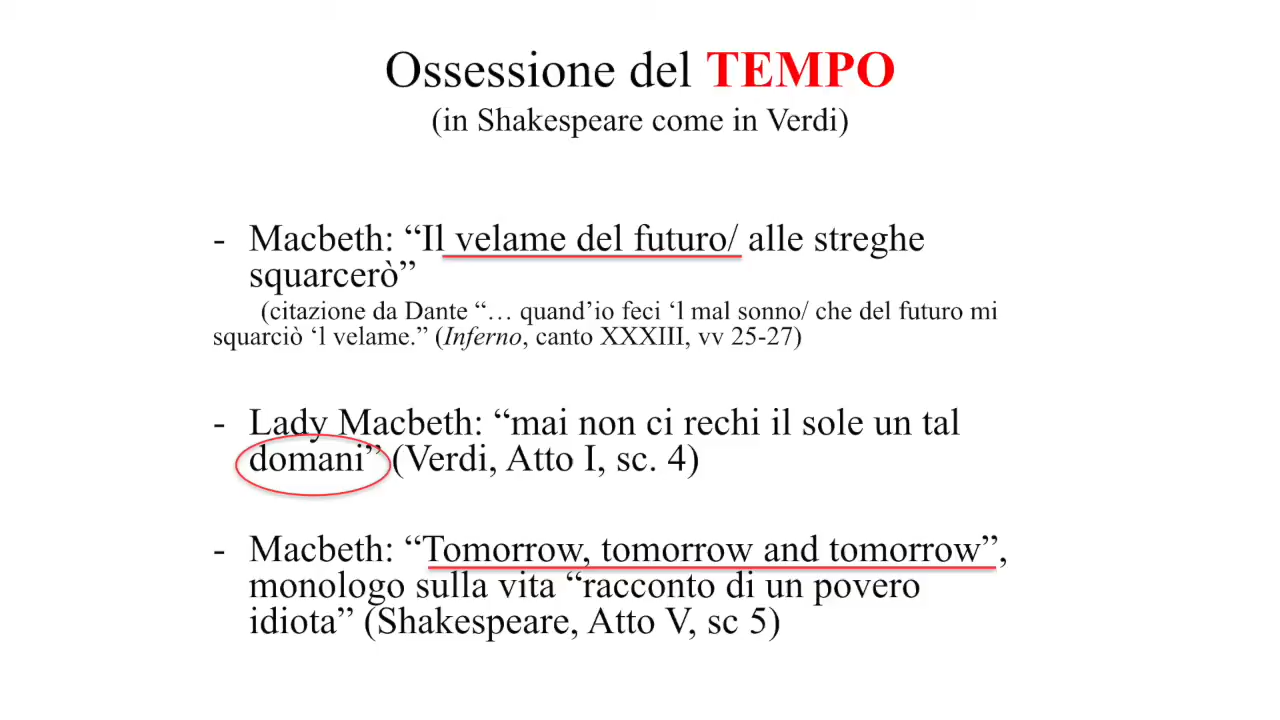 Ossessione del TEMPO
(in Shakespeare come in Verdi)
- Macbeth: “Il velame del futuro/ alle streghe
squarcerò”
(citazione da Dante “… quand’io feci ‘l mal sonno/ che del futuro mi
squarciò ‘l velame.” (Inferno, canto XXXIII, vv 25-27)
- Lady Macbeth: “mai non ci rechi il sole un tal
domani” (Verdi, Atto I, sc. 4)
- Macbeth: “Tomorrow, tomorrow and tomorrow”,
monologo sulla vita “racconto di un povero
idiota” (Shakespeare, Atto V, sc 5)